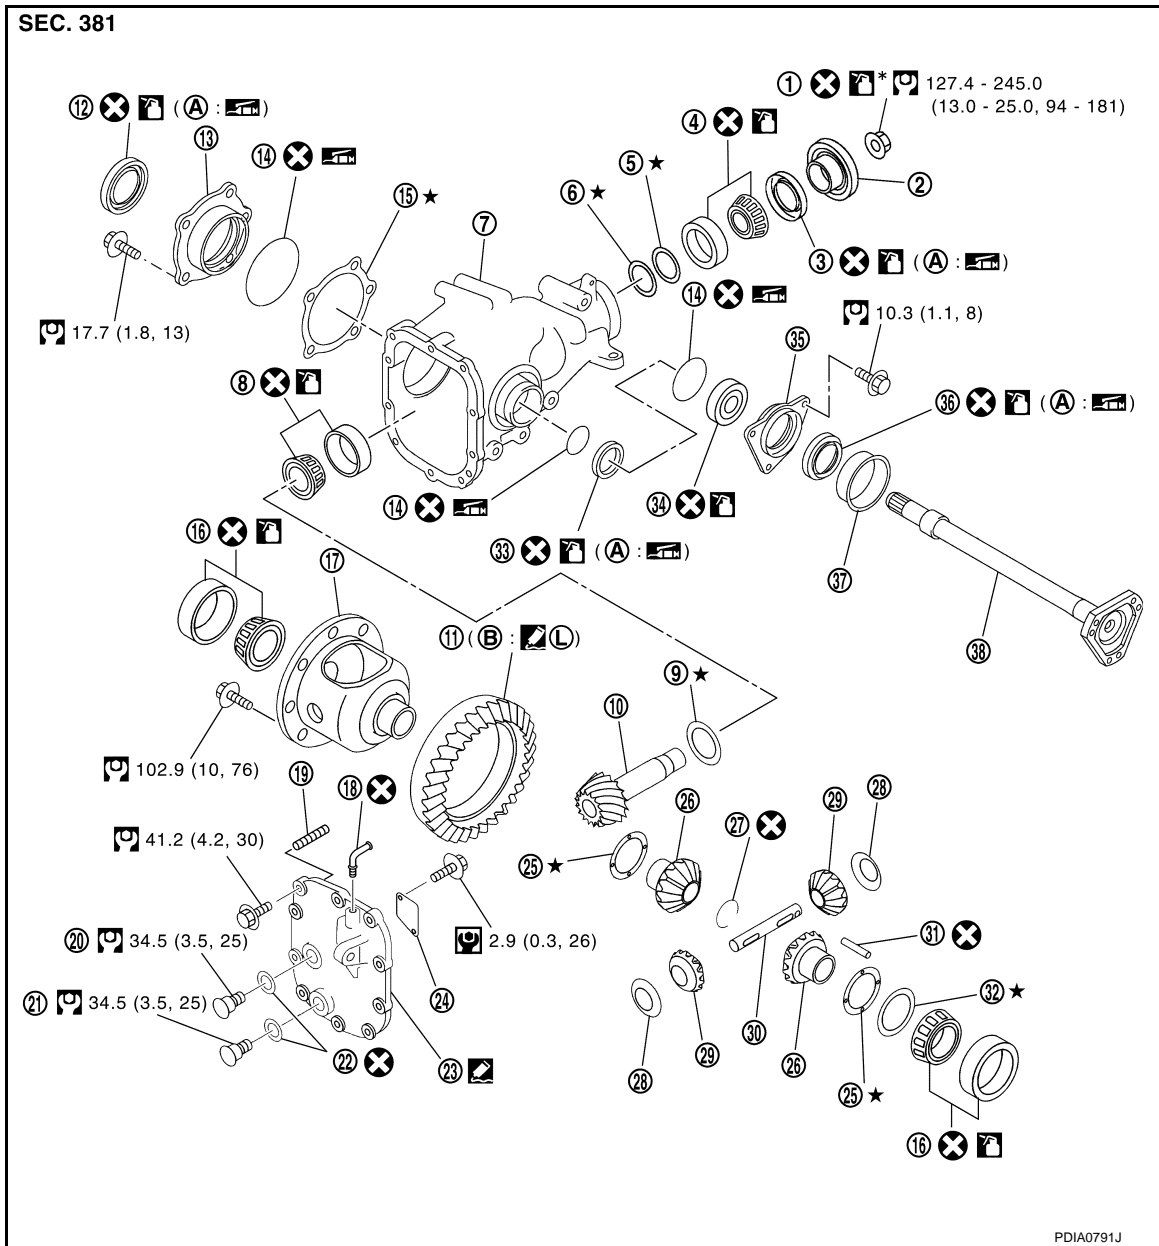 SEC. 381
1 * 127.4 - 245.0
(13.0 - 25.0, 94 - 181)
12 (A : )
13
4
14
5 ★
2
15 ★
6 ★
7
3 (A : )
14
10.3 (1.1, 8)
17.7 (1.8, 13)
35
8
36 (A : )
14
34
16
33 (A : )
17
37
11 (B : L)
38
9 ★
10
102.9 (10, 76)
19
18
26
29
28
27
41.2 (4.2, 30)
25 ★
31
20 34.5 (3.5, 25)
2.9 (0.3, 26)
32 ★
24
21 34.5 (3.5, 25)
30
29
22
23
26
28
25 ★
16
PDIA0791J